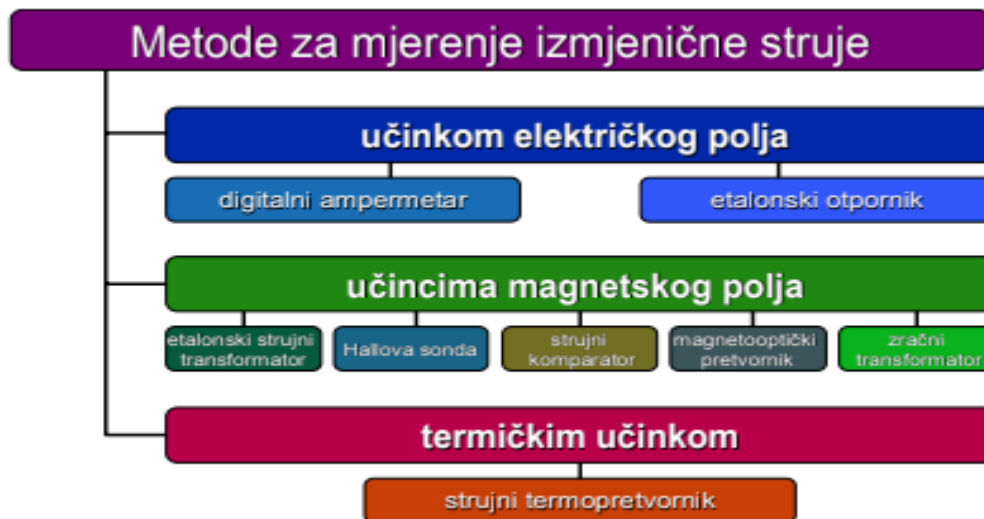 Metode za mjerenje izmjenične struje
učinkom električkog polja
digitalni ampermetar
etalonski otpornik
učincima magnetskog polja
etalonski strujni
transformator
Hallova sonda
strujni
komparator
magnetooptički
pretvornik
zračni
transformator
termičkim učinkom
strujni termopretvornik